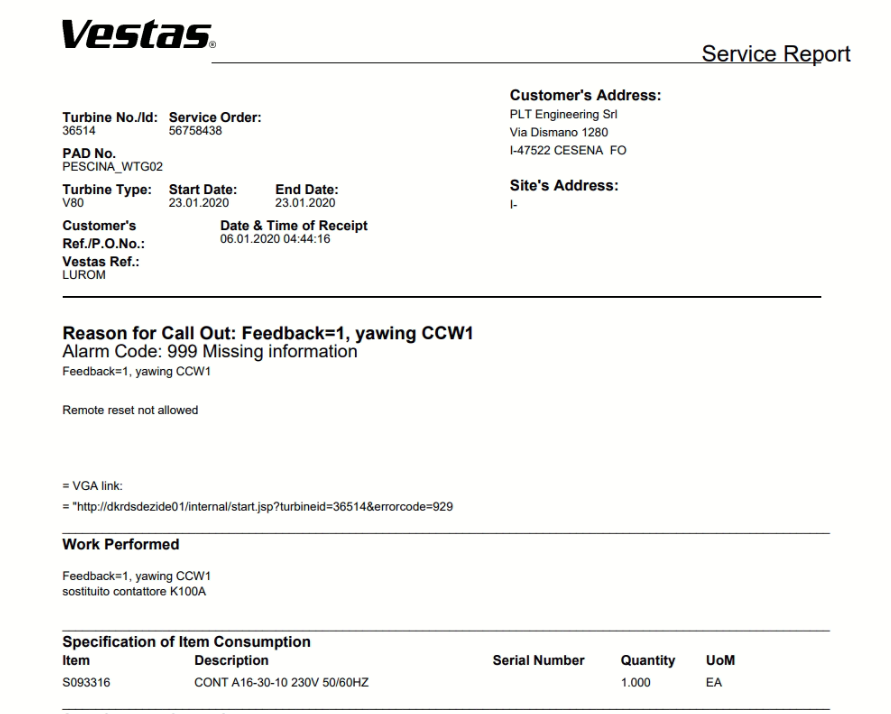 Vestas®
Service Report
Customer's Address:
PLT Engineering Srl
Via Dismano 1280
I-47522 CESENA FO
Site's Address:
I-
Turbine No./Id: Service Order:
36514 56758438
PAD No.
PESCINA_WTG02
Turbine Type: Start Date: End Date:
V80 23.01.2020 23.01.2020
Customer's Date & Time of Receipt
Ref./P.O.No.: 06.01.2020 04:44:16
Vestas Ref.:
LUROM
Reason for Call Out: Feedback=1, yawing CCW1
Alarm Code: 999 Missing information
Feedback=1, yawing CCW1
Remote reset not allowed
= VGA link:
= "http://dkrdsdezide01/internal/start.jsp?turbineid=36514&errorcode=929
Work Performed
Feedback=1, yawing CCW1
sostituito contattore K100A
Specification of Item Consumption
Item Description Serial Number Quantity UoM
S093316 CONT A16-30-10 230V 50/60HZ 1.000 EA